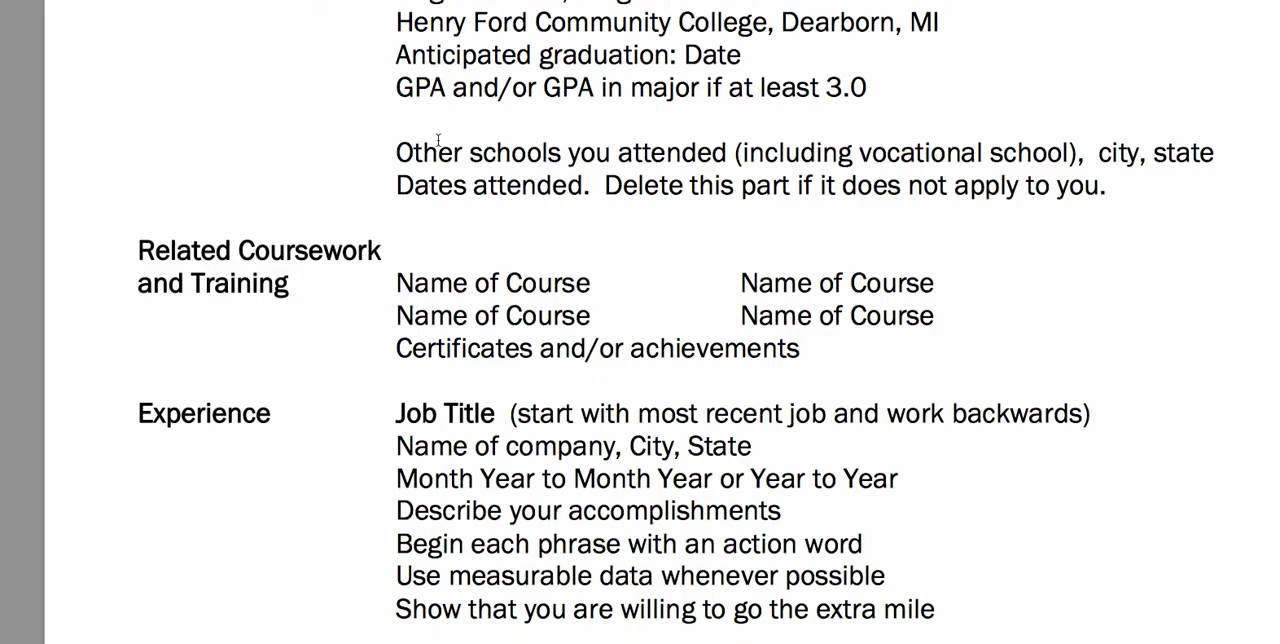 Henry Ford Community College, Dearborn, MI
Anticipated graduation: Date
GPA and/or GPA in major if at least 3.0
Other schools you attended (including vocational school),  city, state
Dates attended.  Delete this part if it does not apply to you.
Related Coursework
and Training Name of Course Name of Course
Name of Course Name of Course
Certificates and/or achievements
Experience Job Title  (start with most recent job and work backwards)
Name of company, City, State
Month Year to Month Year or Year to Year
Describe your accomplishments
Begin each phrase with an action word
Use measurable data whenever possible
Show that you are willing to go the extra mile